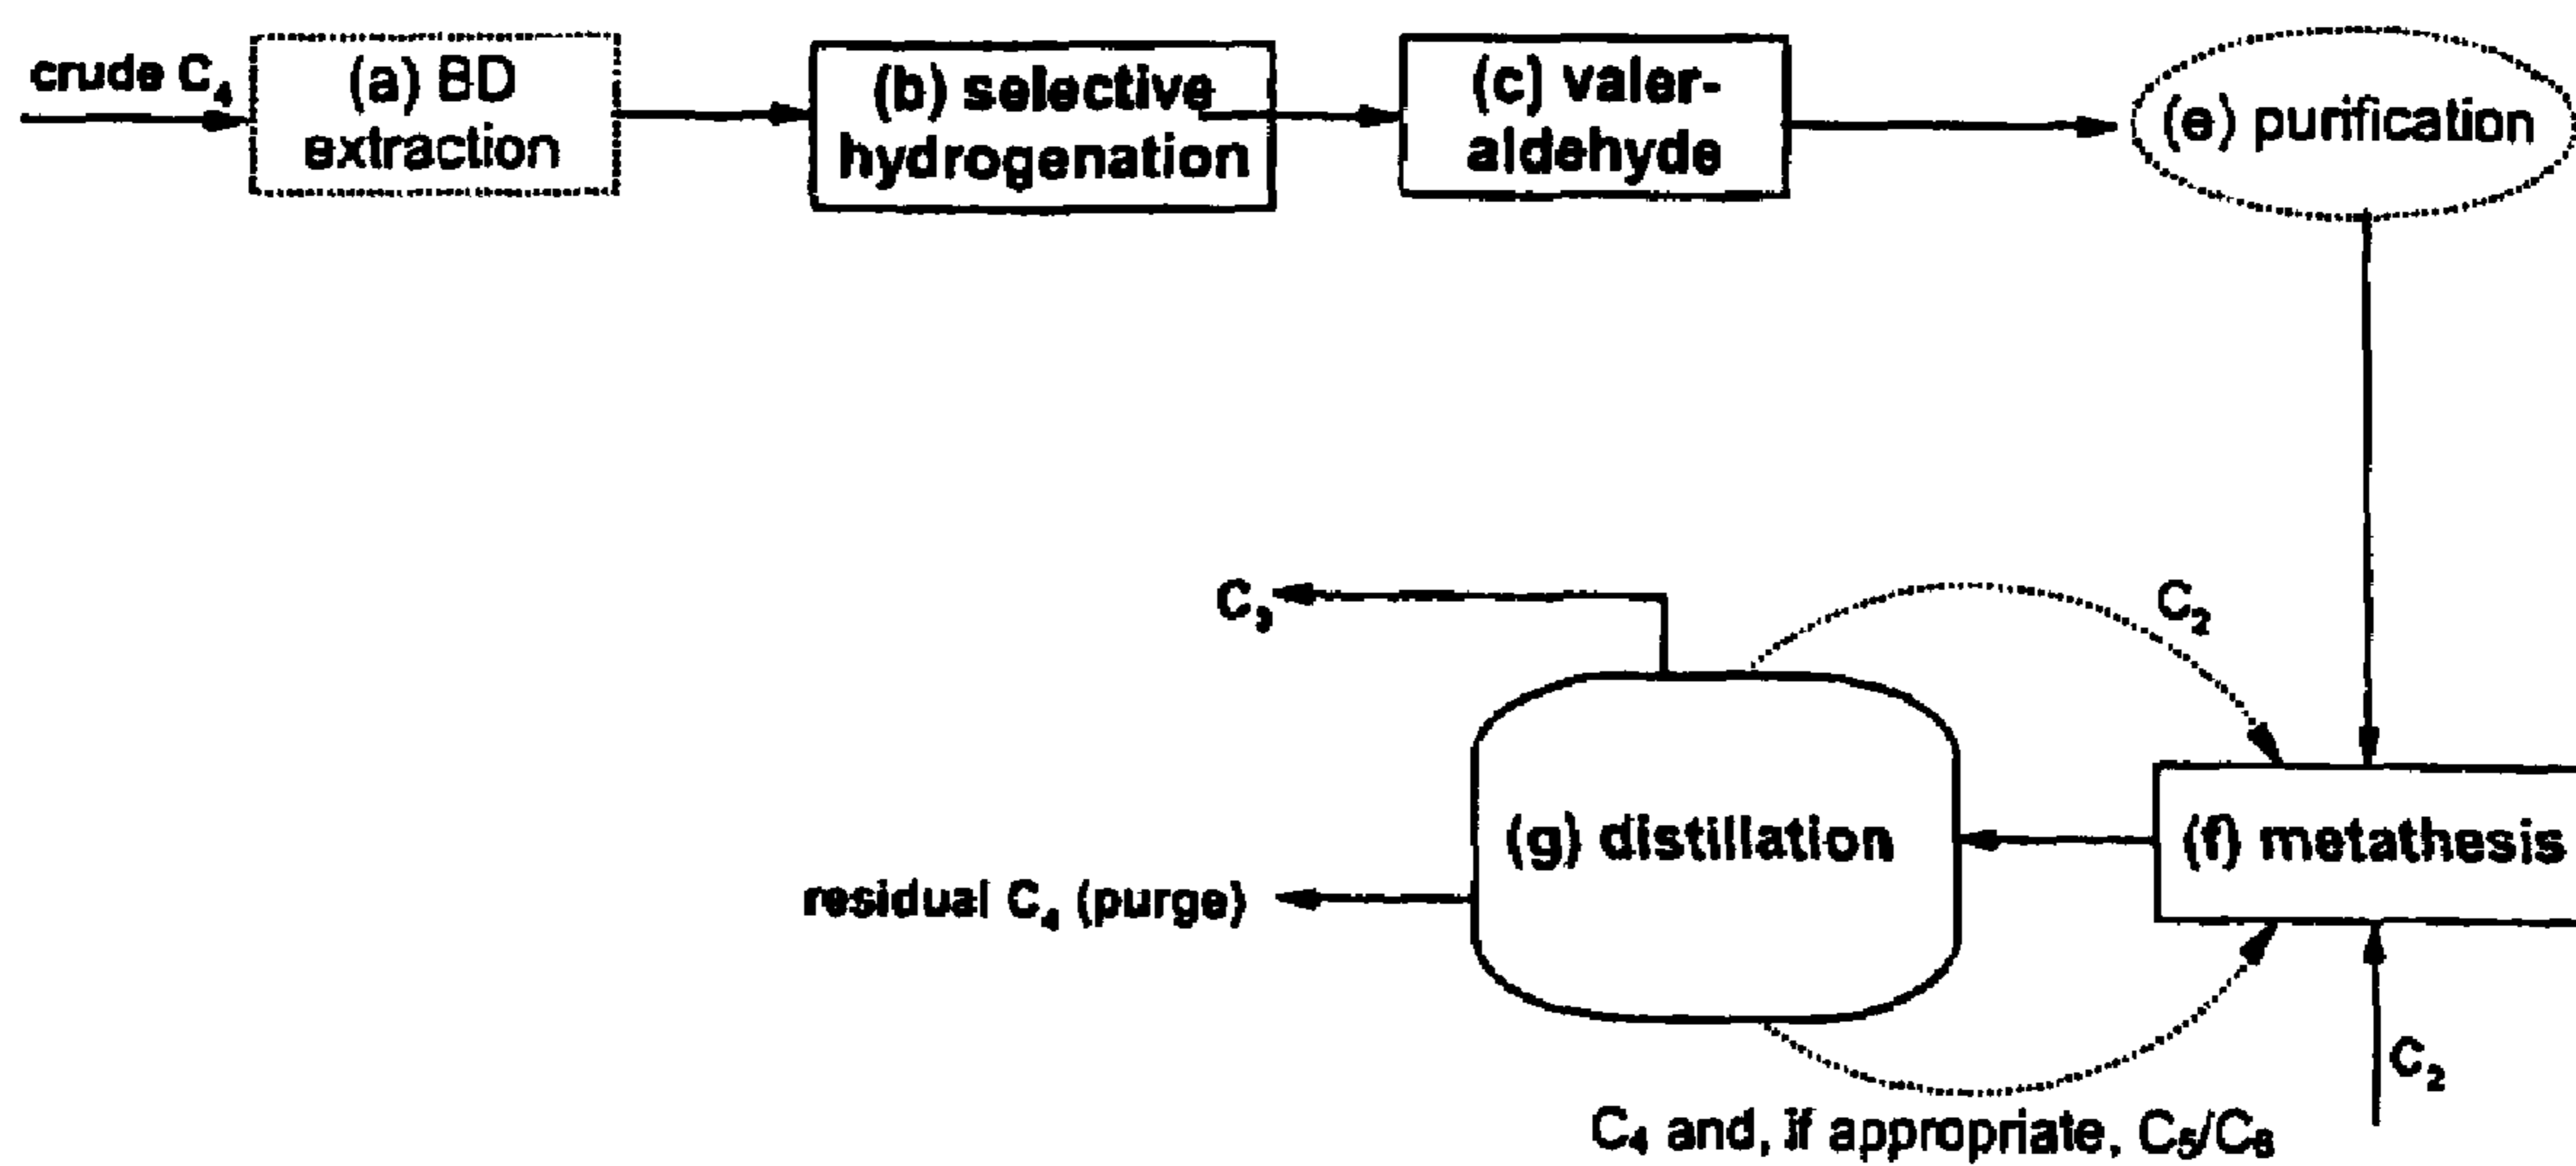 crude C₄
(a) BD
extraction
(b) selective
hydrogenation
(c) valer-
aldehyde
(e) purification
C₃
C₂
(g) distillation
(f) metathesis
residual C₄ (purge)
C₂
C₄ and, if appropriate, C₅/C₆